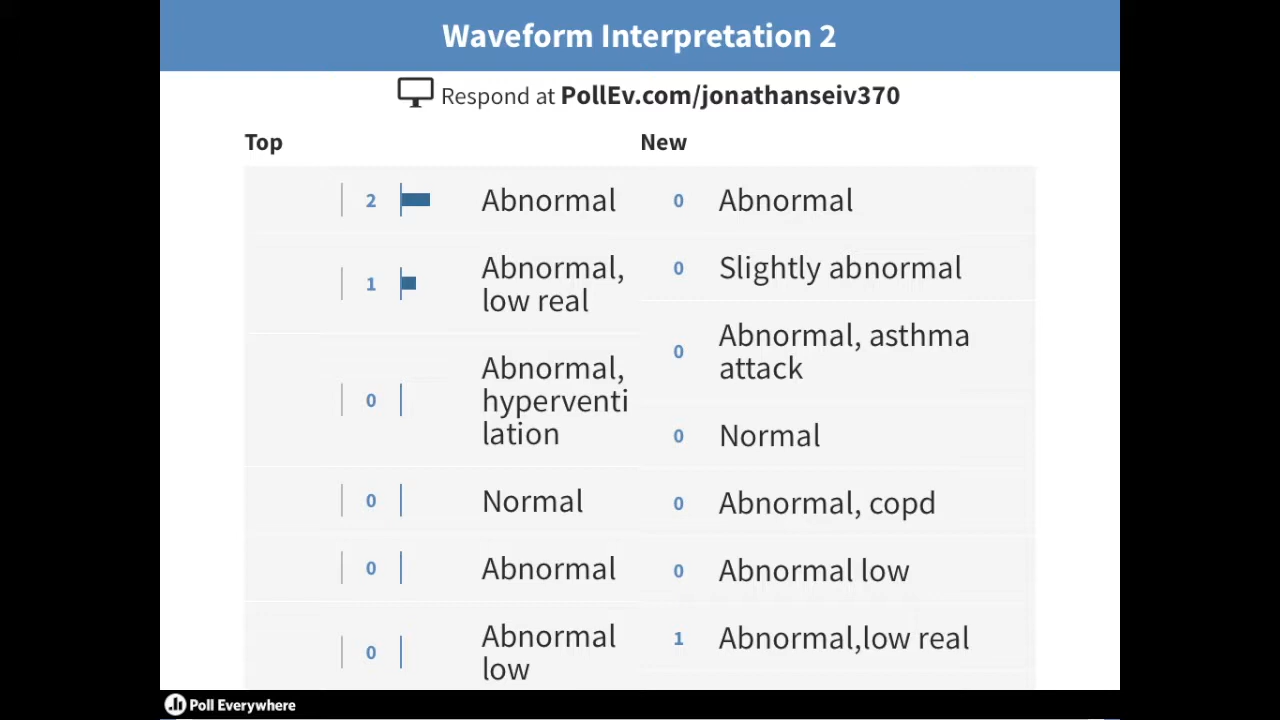 Waveform Interpretation 2
Respond at PollEv.com/jonathanseiv370
Top
New
2
Abnormal
1
Abnormal,
low real
0
Abnormal,
hyperventi
lation
0
Normal
0
Abnormal
0
Abnormal
low
0
Abnormal
0
Slightly abnormal
0
Abnormal, asthma
attack
0
Normal
0
Abnormal, copd
0
Abnormal low
1
Abnormal,low real
Poll Everywhere